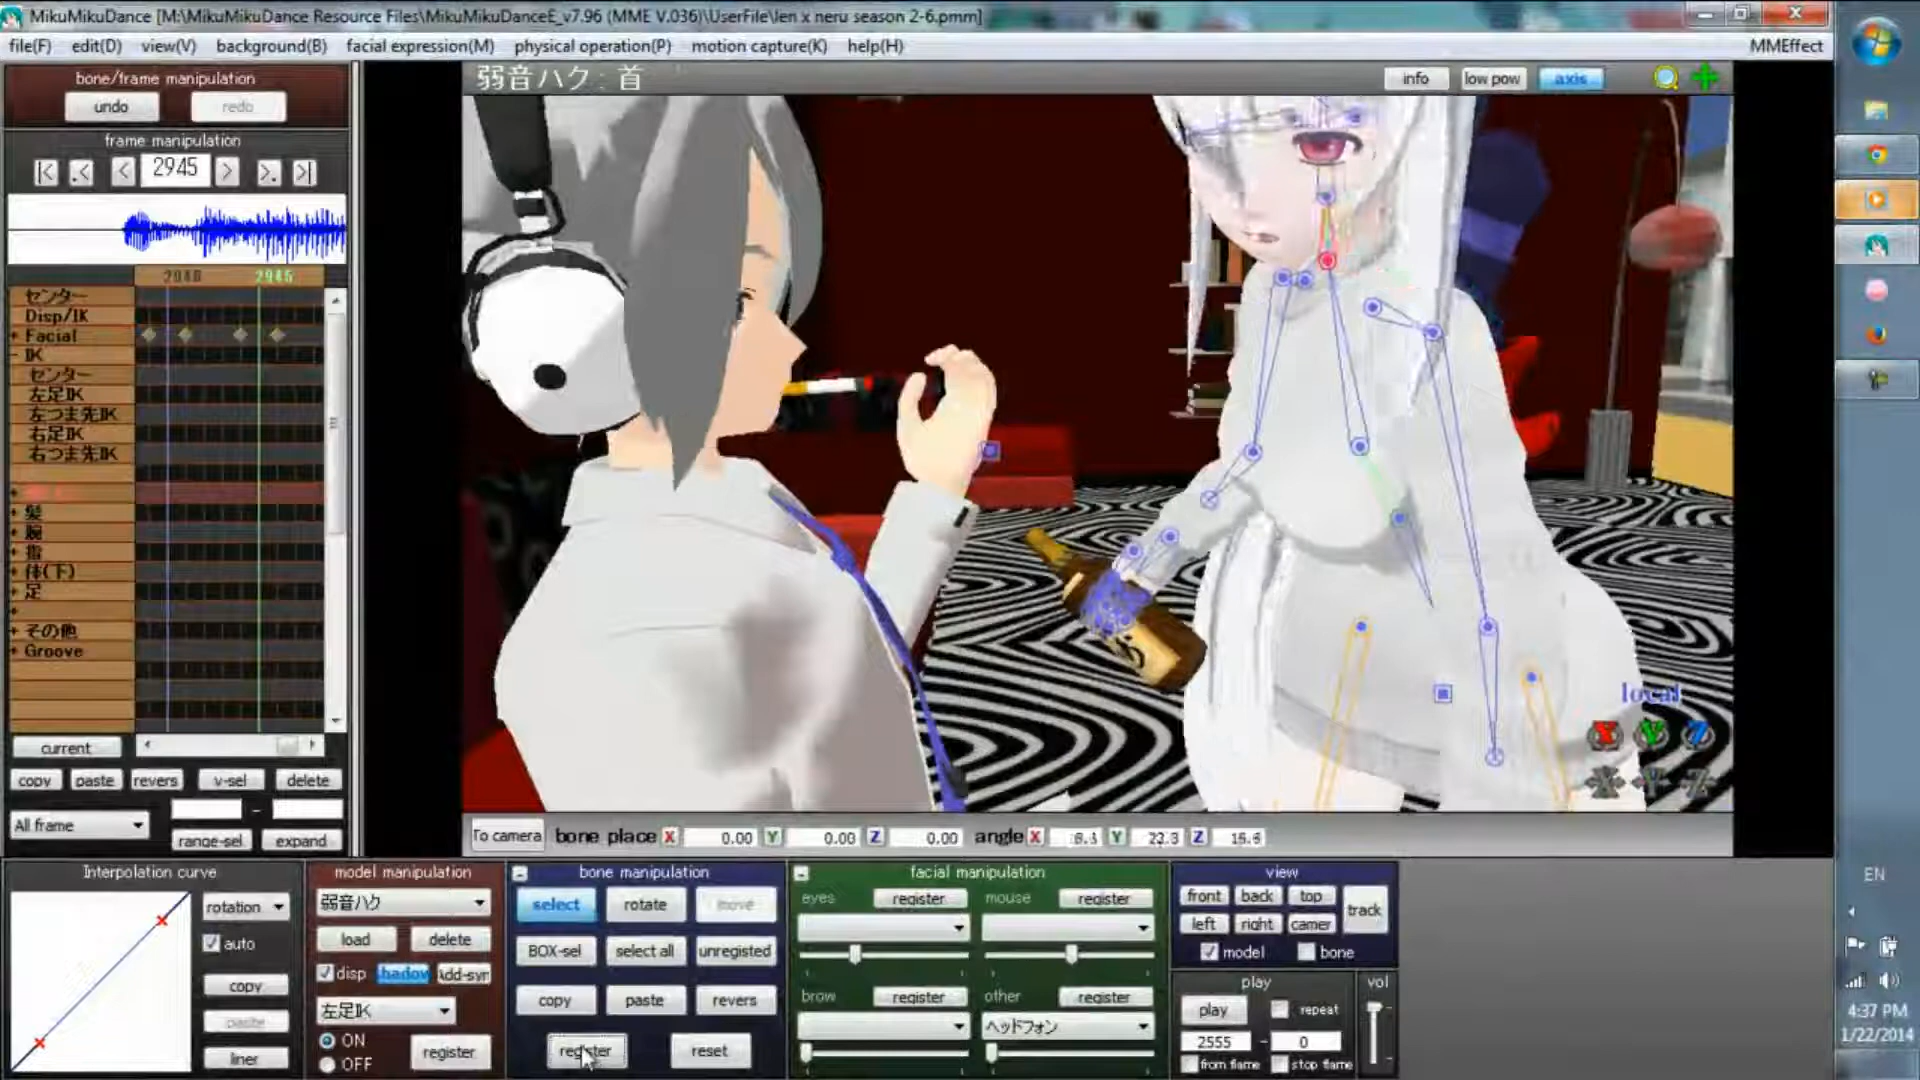 MikuMikuDance [M:\MikuMikuDance Resource Files\MikuMikuDanceE_v7.96 (MME V.036)\UserFile\len x neru season 2-6.pmm]
file(F) edit(D) view(V) background(B) facial expression(M) physical operation(P) motion capture(K) help(H) MMEffect
bone/frame manipulation
undo redo
frame manipulation
|< .< < 2945 > >. >|
弱音ハク : 首
info low pow axis
2940 2945
センター
Disp/IK
Facial
IK
センター
左足IK
左つま先IK
右足IK
右つま先IK
髪
腕
指
体(下)
足
その他
Groove
current
copy paste revers v-sel delete
All frame
range-sel expand
local
X Y Z
To camera bone place X 0.00 Y 0.00 Z 0.00 angle X Y 22.3 Z
Interpolation curve
rotation
auto
copy
paste
liner
model manipulation
弱音ハク
load delete
disp shadow Add-syn
左足IK
ON
OFF
register
bone manipulation
select rotate move
BOX-sel select all unregisted
copy paste revers
register reset
facial manipulation
eyes register mouse register
brow register other register
ヘッドフォン
view
front back top
left right camer
track
model bone
play
play repeat
2555 - 0
from flame stop flame
vol
EN
4:37 PM
1/22/2014